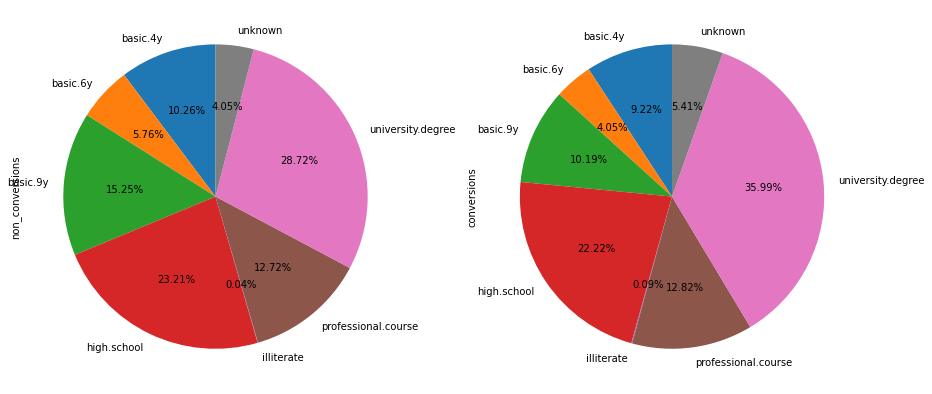 non_conversions
unknown
basic.4y
basic.6y
basic.9y
high.school
illiterate
professional.course
university.degree
4.05%
10.26%
5.76%
15.25%
23.21%
0.04%
12.72%
28.72%
conversions
unknown
basic.4y
basic.6y
basic.9y
high.school
illiterate
professional.course
university.degree
5.41%
9.22%
4.05%
10.19%
22.22%
0.09%
12.82%
35.99%